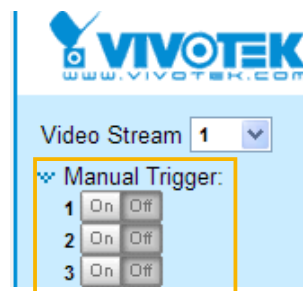 VIVOTEK
www.vivotek.com
Video Stream 1
Manual Trigger:
1 On Off
2 On Off
3 On Off